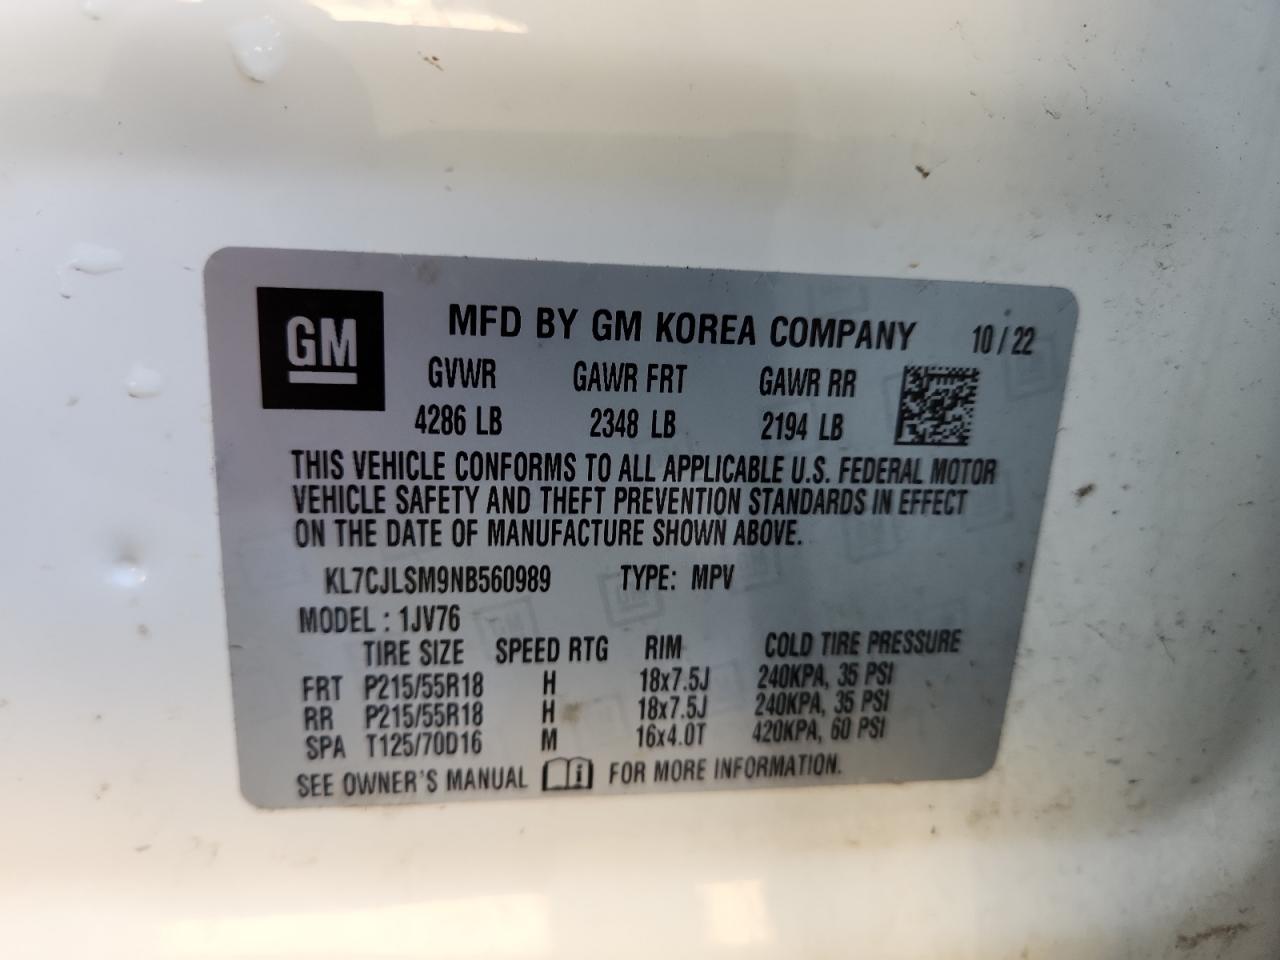 GM
MFD BY GM KOREA COMPANY 10/22
GVWR GAWR FRT GAWR RR
4286 LB 2348 LB 2194 LB
THIS VEHICLE CONFORMS TO ALL APPLICABLE U.S. FEDERAL MOTOR
VEHICLE SAFETY AND THEFT PREVENTION STANDARDS IN EFFECT
ON THE DATE OF MANUFACTURE SHOWN ABOVE.
KL7CJLSM9NB560989 TYPE: MPV
MODEL : 1JV76
TIRE SIZE SPEED RTG RIM COLD TIRE PRESSURE
FRT P215/55R18 H 18x7.5J 240KPA, 35 PSI
RR P215/55R18 H 18x7.5J 240KPA, 35 PSI
SPA T125/70D16 M 16x4.0T 420KPA, 60 PSI
SEE OWNER'S MANUAL i FOR MORE INFORMATION.